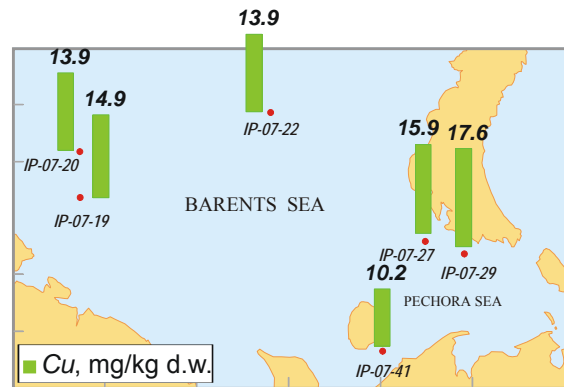 13.9
13.9
14.9
IP-07-22
15.9
17.6
IP-07-20
BARENTS SEA
IP-07-19
IP-07-27
IP-07-29
10.2
PECHORA SEA
Cu, mg/kg d.w.
IP-07-41